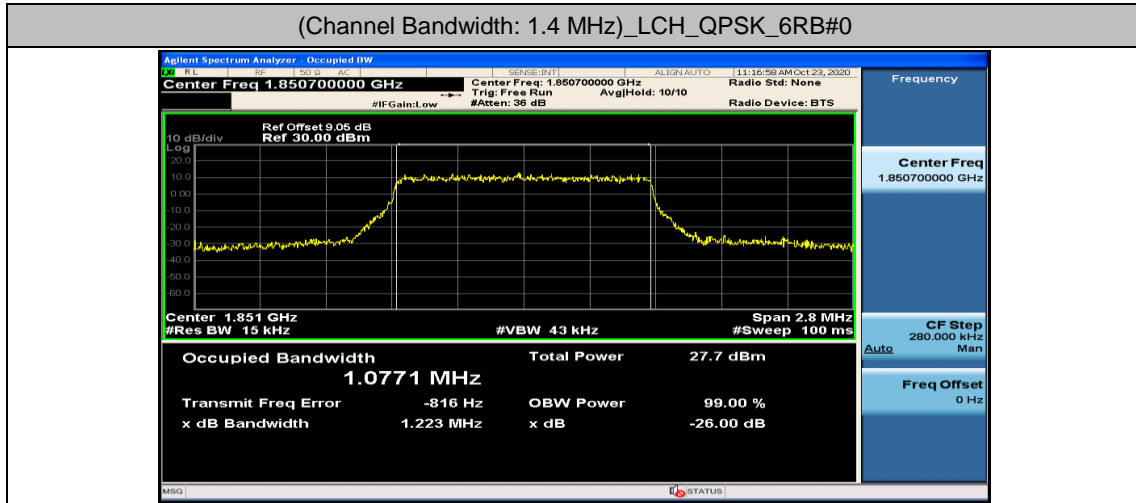 (Channel Bandwidth: 1.4 MHz)_LCH_QPSK_6RB#0
Agilent Spectrum Analyzer - Occupied BW
LXI RL RF 50 Ω AC SENSE:INT ALIGN AUTO 11:16:58 AM Oct 23, 2020
Center Freq 1.850700000 GHz
Center Freq: 1.850700000 GHz
Radio Std: None
Trig: Free Run Avg|Hold: 10/10
#IFGain:Low
#Atten: 36 dB
Radio Device: BTS
Ref Offset 9.05 dB
10 dB/div Ref 30.00 dBm
Log
20.0
10.0
0.00
-10.0
-20.0
-30.0
-40.0
-50.0
-60.0
Center 1.851 GHz Span 2.8 MHz
#Res BW 15 kHz #VBW 43 kHz #Sweep 100 ms
Occupied Bandwidth Total Power 27.7 dBm
1.0771 MHz
Transmit Freq Error -816 Hz OBW Power 99.00 %
x dB Bandwidth 1.223 MHz x dB -26.00 dB
MSG STATUS
Frequency
Center Freq
1.850700000 GHz
CF Step
280.000 kHz
Auto Man
Freq Offset
0 Hz